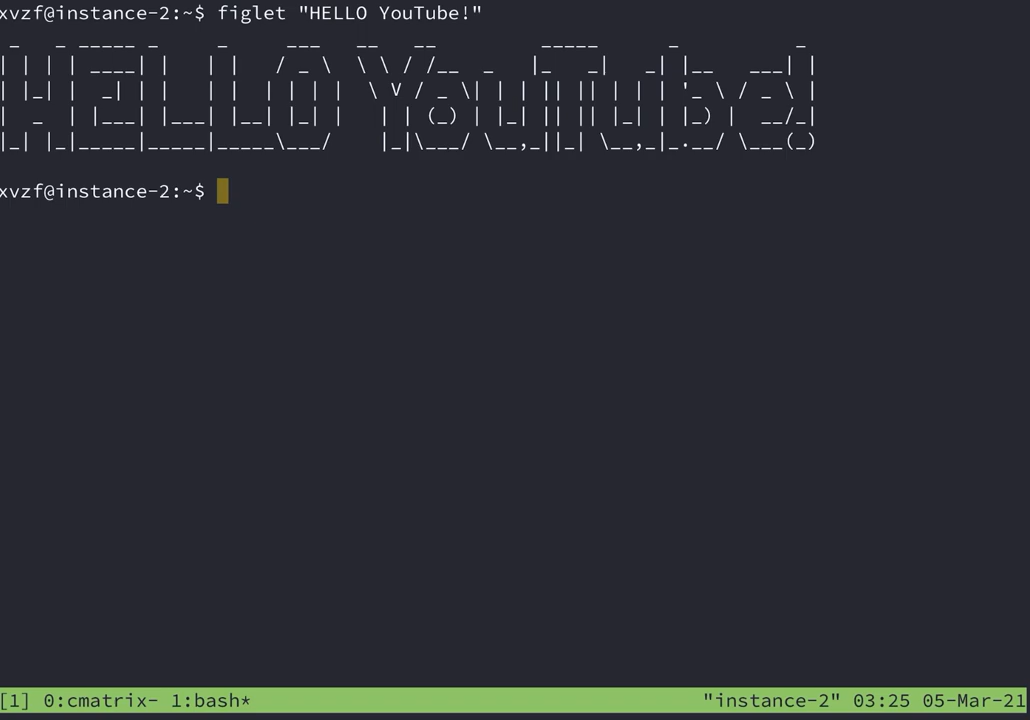 xvzf@instance-2:~$ figlet "HELLO YouTube!"
HELLO YouTube!
xvzf@instance-2:~$
[1] 0:cmatrix- 1:bash* "instance-2" 03:25 05-Mar-21